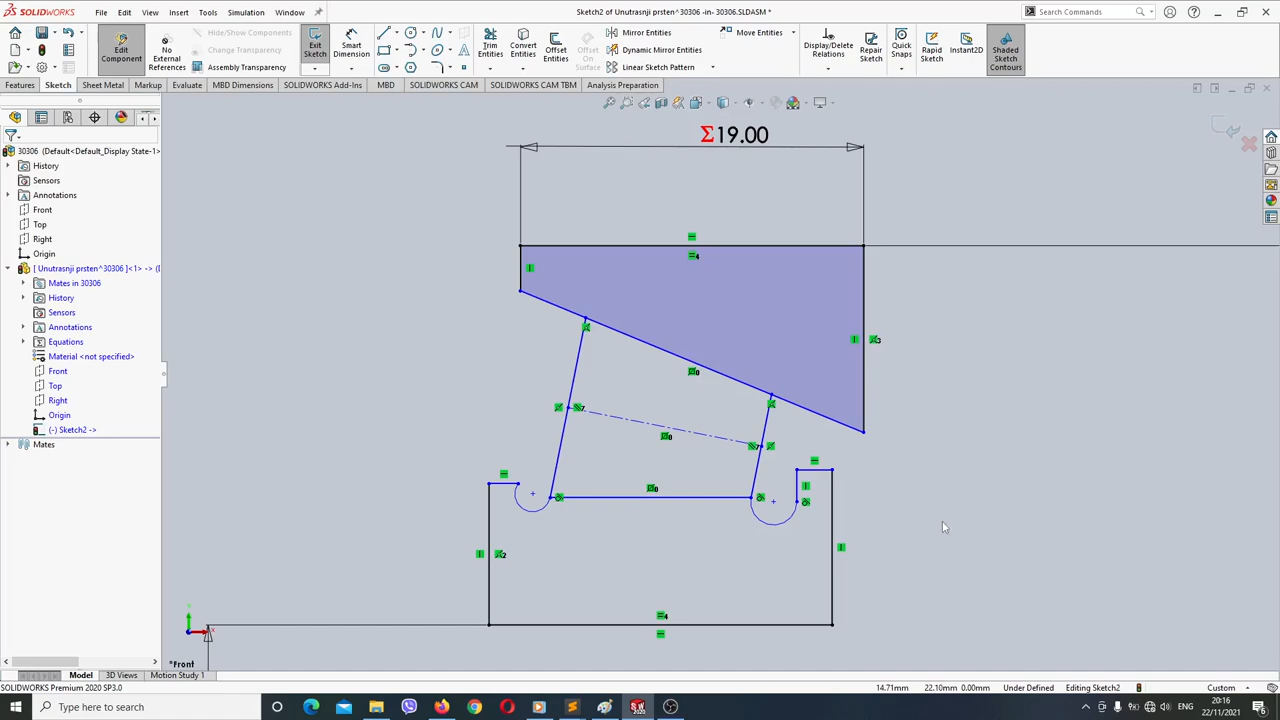 SOLIDWORKS
File
Edit
View
Insert
Tools
Simulation
Window
Sketch2 of Unutrasnji prsten^30306 -in- 30306.SLDASM *
Search Commands
Edit Component
No External References
Hide/Show Components
Change Transparency
Assembly Transparency
Exit Sketch
Smart Dimension
Trim Entities
Convert Entities
Offset Entities
Offset On Surface
Mirror Entities
Dynamic Mirror Entities
Linear Sketch Pattern
Move Entities
Display/Delete Relations
Repair Sketch
Quick Snaps
Rapid Sketch
Instant2D
Shaded Sketch Contours
Features
Sketch
Sheet Metal
Markup
Evaluate
MBD Dimensions
SOLIDWORKS Add-Ins
MBD
SOLIDWORKS CAM
SOLIDWORKS CAM TBM
Analysis Preparation
30306 (Default<Default_Display State-1>
History
Sensors
Annotations
Front
Top
Right
Origin
[ Unutrasnji prsten^30306 ]<1> -> (D
Mates in 30306
History
Sensors
Annotations
Equations
Material <not specified>
Front
Top
Right
Origin
(-) Sketch2 ->
Mates
Σ19.00
*Front
Model
3D Views
Motion Study 1
SOLIDWORKS Premium 2020 SP3.0
14.71mm
22.10mm 0.00mm
Under Defined
Editing Sketch2
Custom
Type here to search
ENG
20:16
22/11/2021